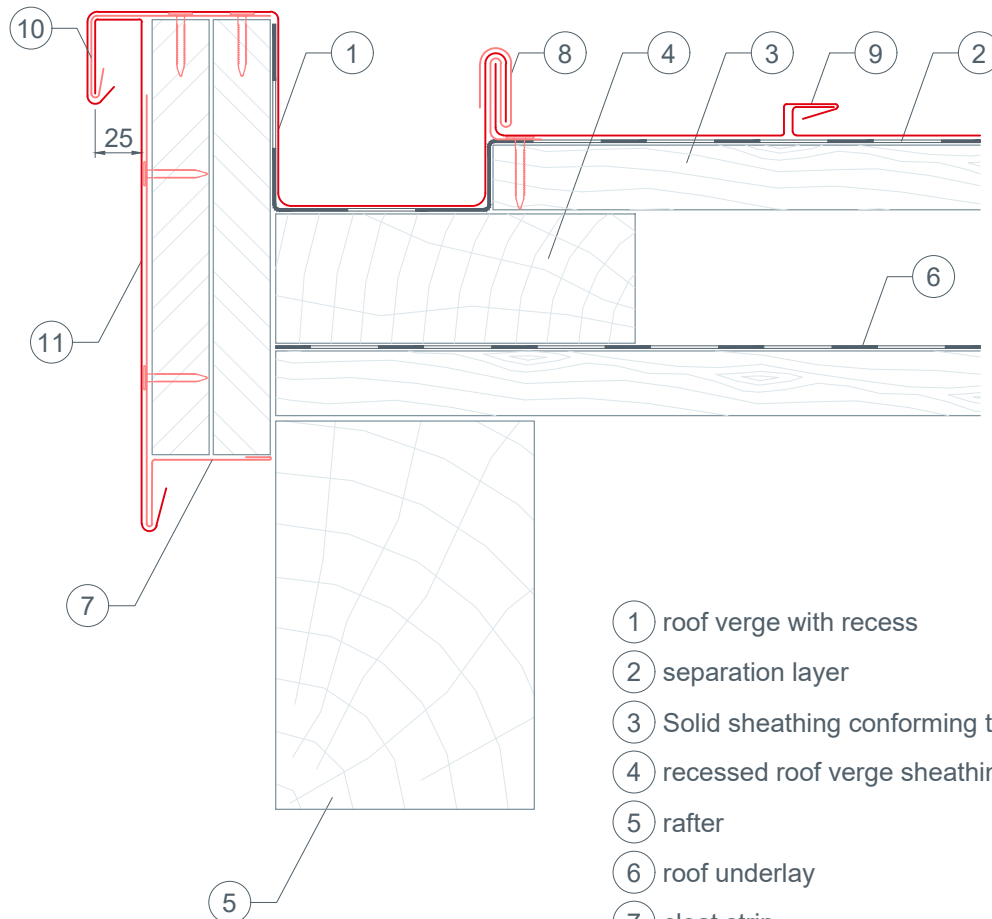 10 1 8 4 3 9 2
25
6
11
7
5
1 roof verge with recess
2 separation layer
3 Solid sheathing conforming
4 recessed roof verge
5 rafter
6 roof underlay